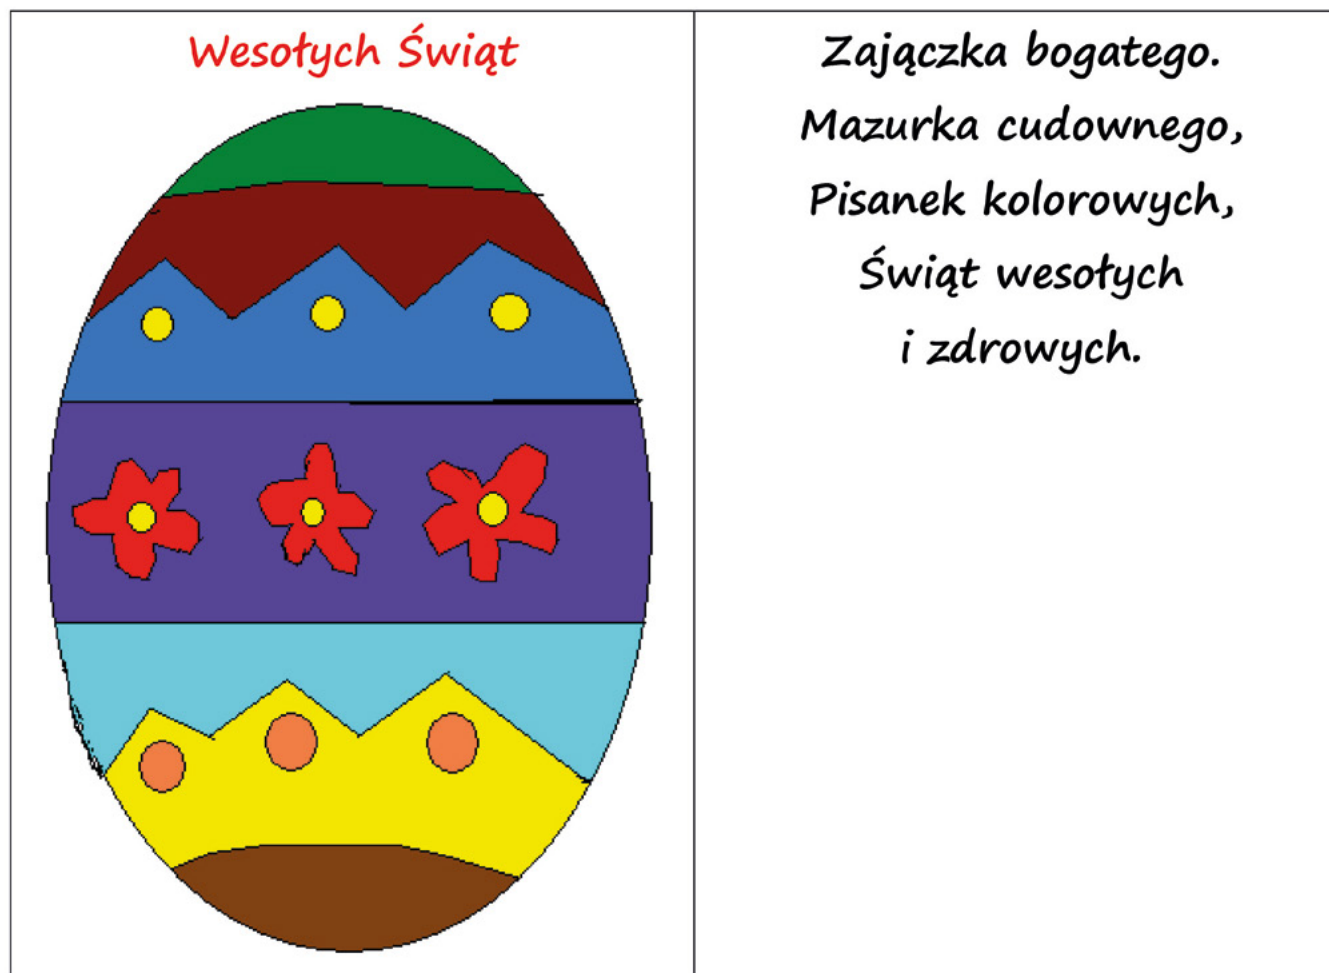 Wesołych Świąt
Zajączka bogatego.
Mazurka cudownego,
Pisanek kolorowych,
Świąt wesołych
i zdrowych.